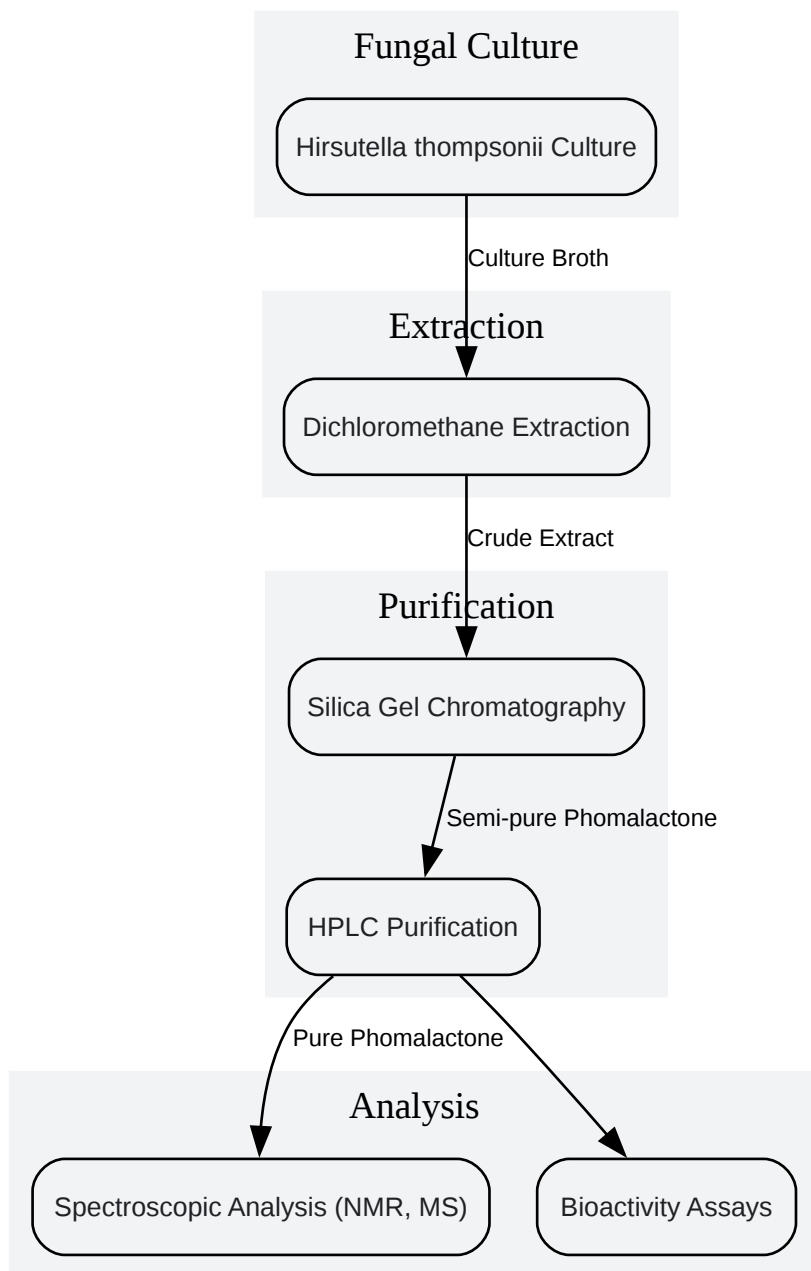 Fungal Culture
Hirsutella thompsonii Culture
Culture Broth
Extraction
Dichloromethane Extraction
Crude Extract
Purification
Silica Gel Chromatography
Semi-pure Phomalactone
HPLC Purification
Pure Phomalactone
Analysis
Spectroscopic Analysis (NMR, MS)
Bioactivity Assays